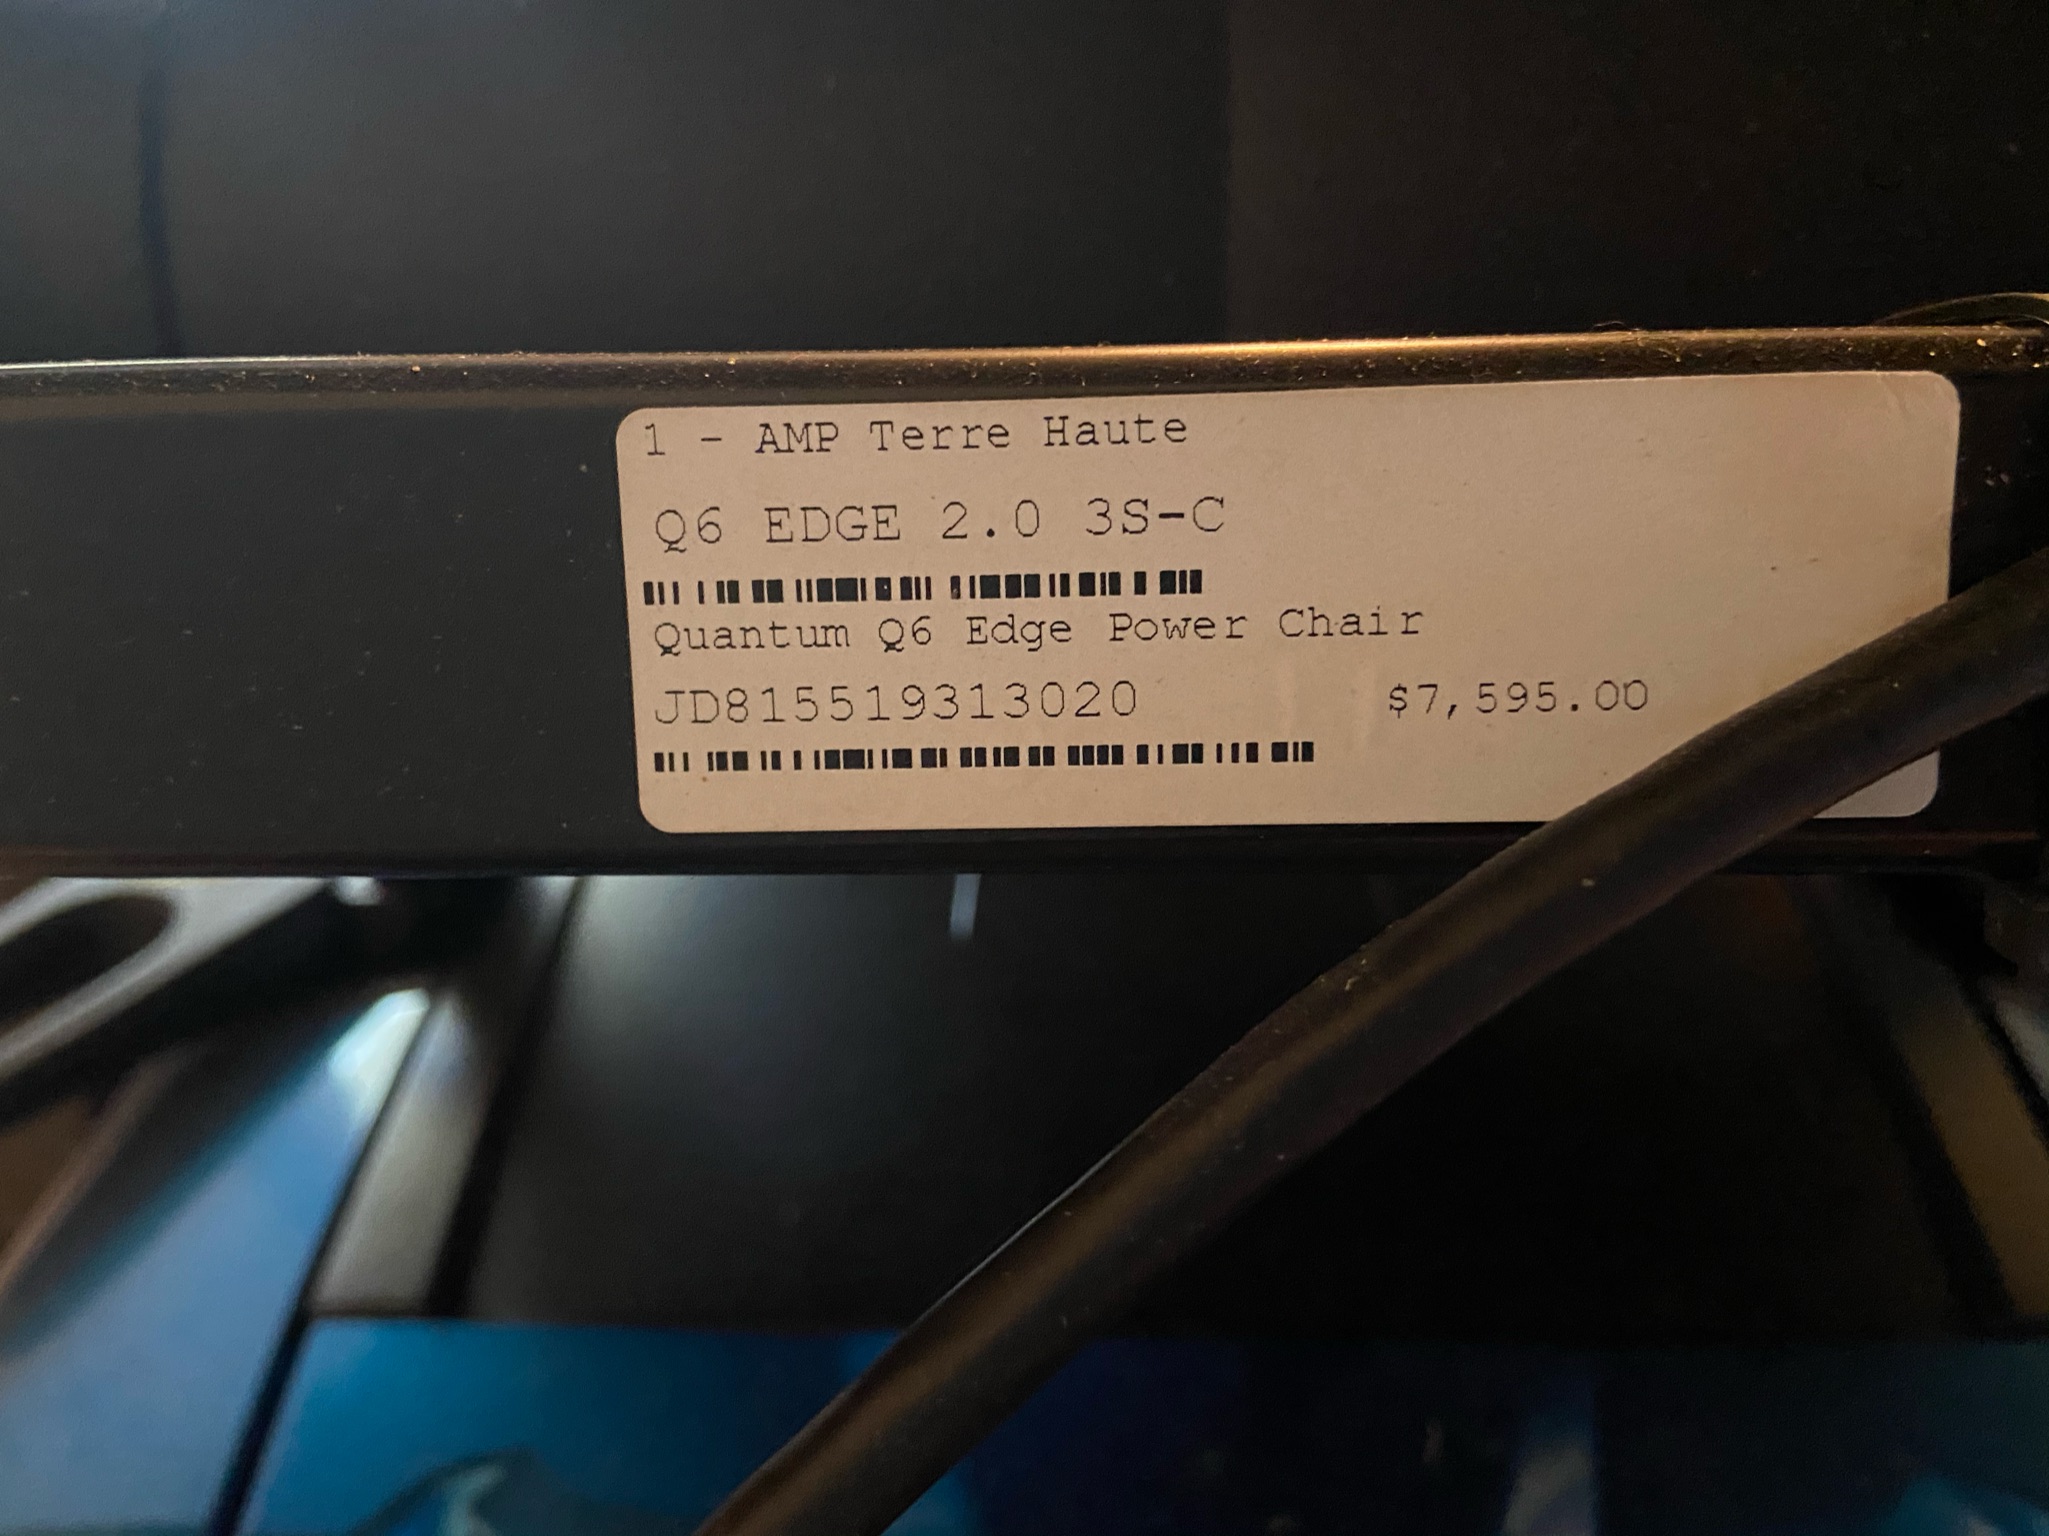 1 - AMP Terre Haute
Q6 EDGE 2.0 3S-C
Quantum Q6 Edge Power Chair
JD815519313020 $7,595.00